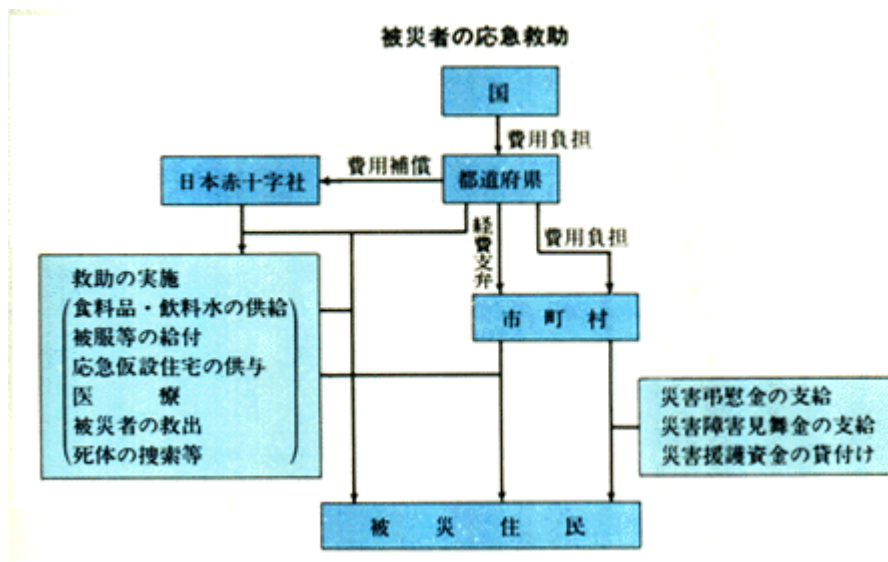 被災者の応急救助
国
費用負担
日本赤十字社
費用補償
都道府県
経費支弁
費用負担
救助の実施
食料品・飲料水の供給
被服等の給付
応急仮設住宅の供与
医 療
被災者の救出
死体の捜索等
市 町 村
災害弔慰金の支給
災害障害見舞金の支給
災害援護資金の貸付け
被 災 住 民